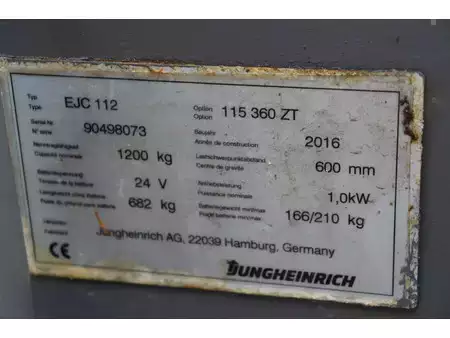 Typ
Type EJC 112 Option
Option 115 360 ZT
Serial Nr.
N° série 90498073 Baujahr
Année de construction 2016
Nenntragfähigkeit
Capacité nominale 1200 kg Lastschwerpunktabstand
Centre de gravité 600 mm
Batteriespannung
Tension de la batterie 24 V Antriebsleistung
Puissance nominale 1,0kW
Leergewicht ohne Batterie
Poids du chariot sans batterie 682 kg Batteriegewicht min/max
Poids batterie min/max 166/210 kg
Hersteller
Fabricant Jungheinrich AG, 22039 Hamburg, Germany
CE JUNGHEINRICH